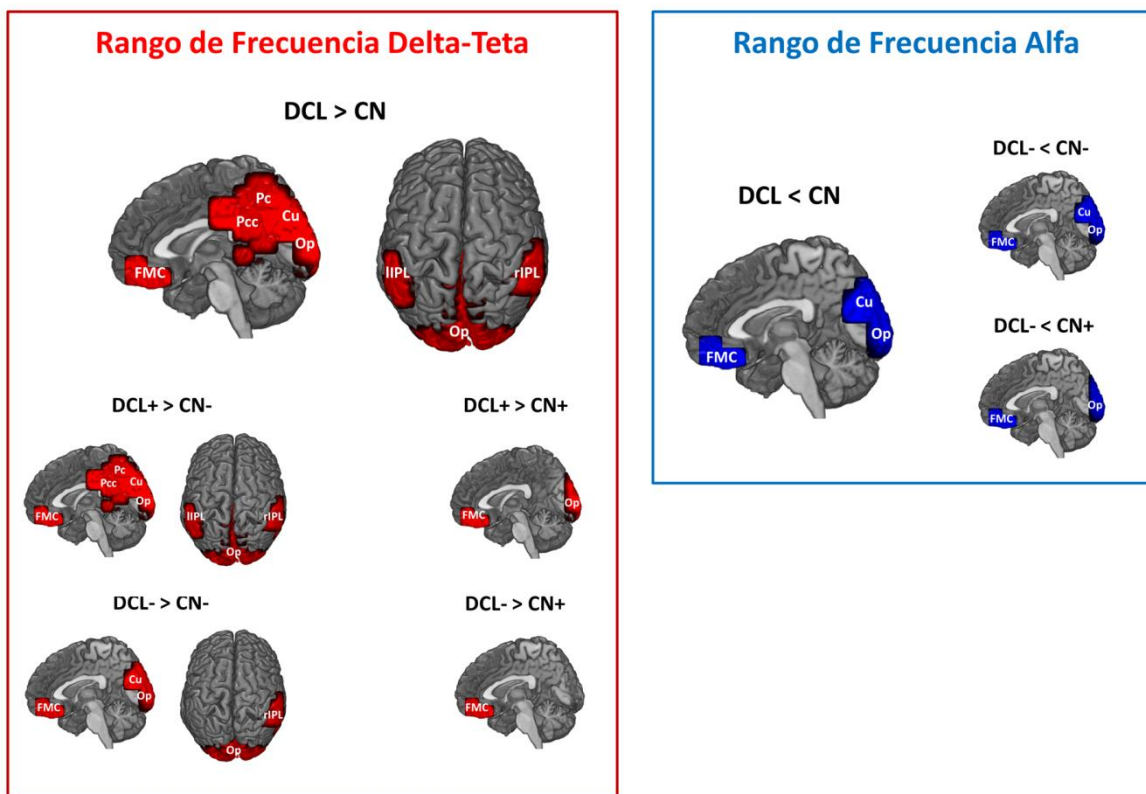 Rango de Frecuencia Delta-Teta
DCL > CN
Pc
Pcc
Cu
Op
FMC
lIPL
rIPL
Op
DCL+ > CN-
Pc
Pcc
Cu
Op
FMC
lIPL
rIPL
Op
DCL+ > CN+
Op
FMC
DCL- > CN-
Cu
Op
FMC
rIPL
Op
DCL- > CN+
FMC
Rango de Frecuencia Alfa
DCL < CN
Cu
Op
FMC
DCL- < CN-
Cu
Op
FMC
DCL- < CN+
Op
FMC